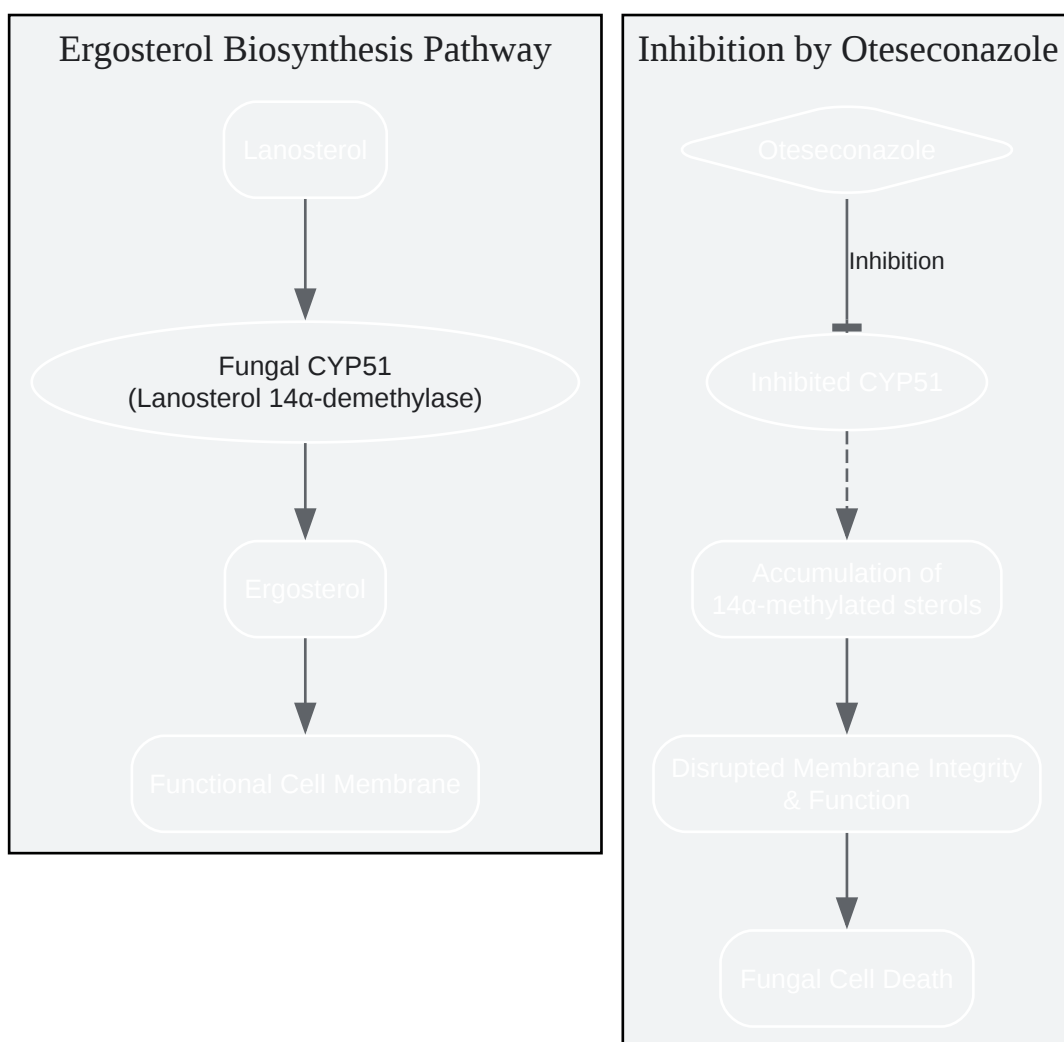 Ergosterol Biosynthesis Pathway
Lanosterol
Fungal CYP51
(Lanosterol 14α-demethylase)
Ergosterol
Functional Cell Membrane
Inhibition by Oteseconazole
Oteseconazole
Inhibition
Inhibited CYP51
Accumulation of
14α-methylated sterols
Disrupted Membrane Integrity
& Function
Fungal Cell Death